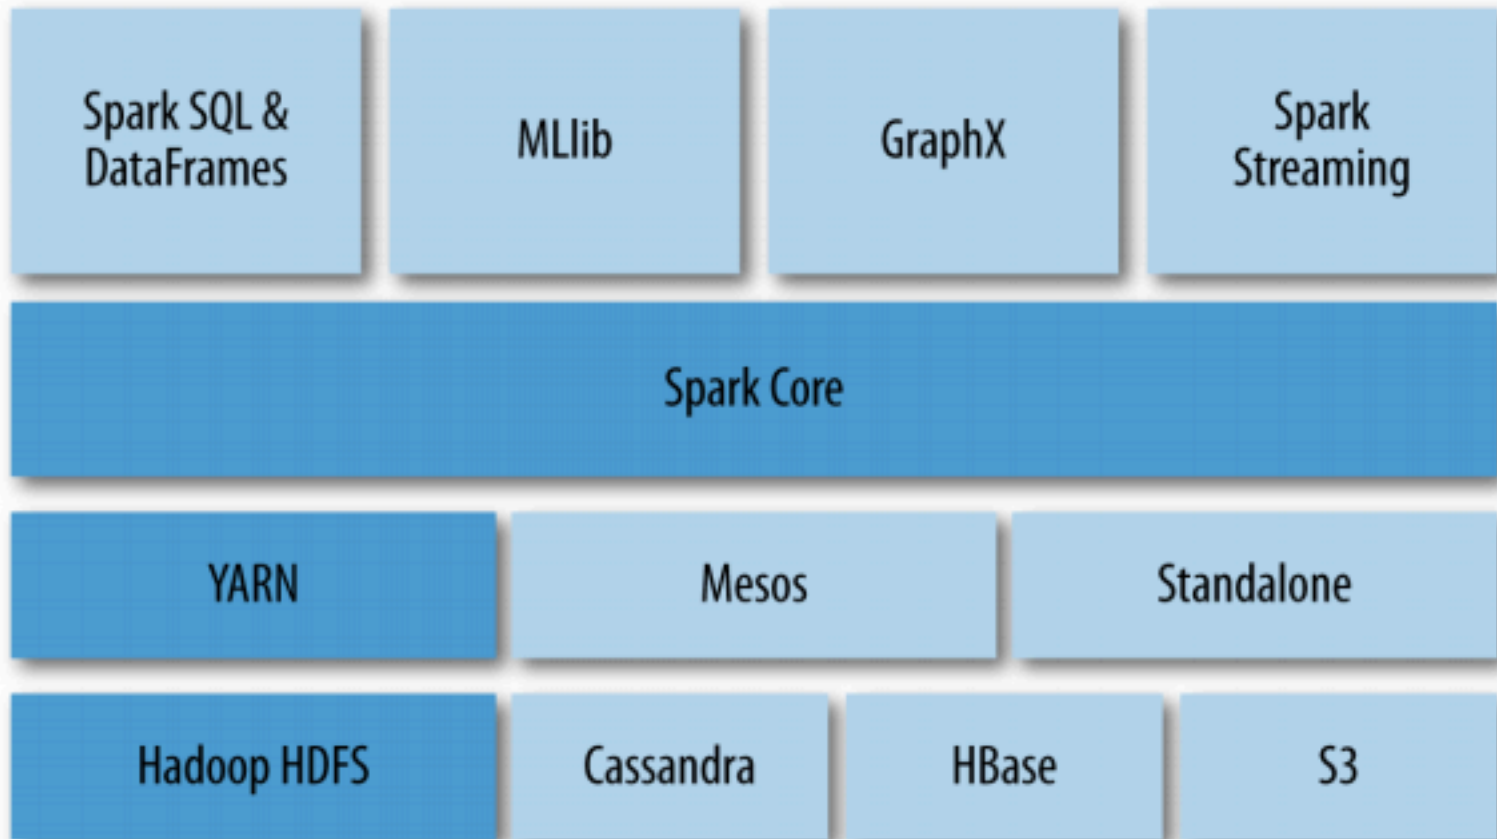 Spark SQL &
DataFrames
MLlib
GraphX
Spark
Streaming
Spark Core
YARN
Mesos
Standalone
Hadoop HDFS
Cassandra
HBase
S3